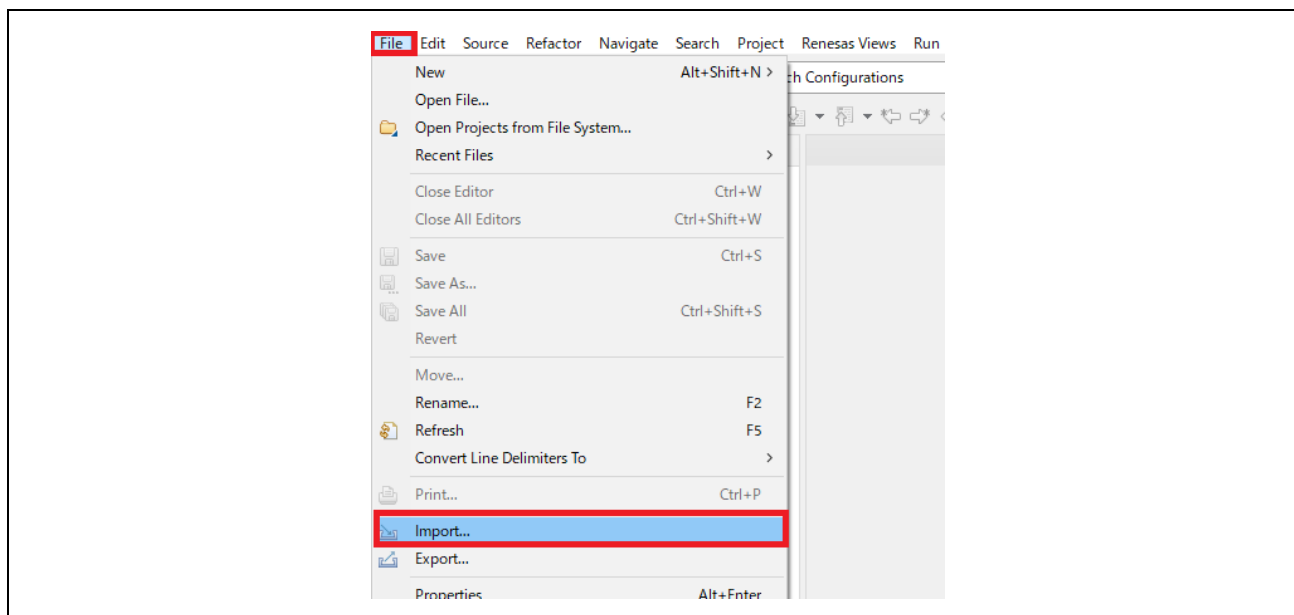 File Edit Source Refactor Navigate Search Project Renesas Views Run
New Alt+Shift+N >
h Configurations
Open File...
Open Projects from File System...
Recent Files >
Close Editor Ctrl+W
Close All Editors Ctrl+Shift+W
Save Ctrl+S
Save As...
Save All Ctrl+Shift+S
Revert
Move...
Rename... F2
Refresh F5
Convert Line Delimiters To >
Print... Ctrl+P
Import...
Export...
Properties Alt+Enter